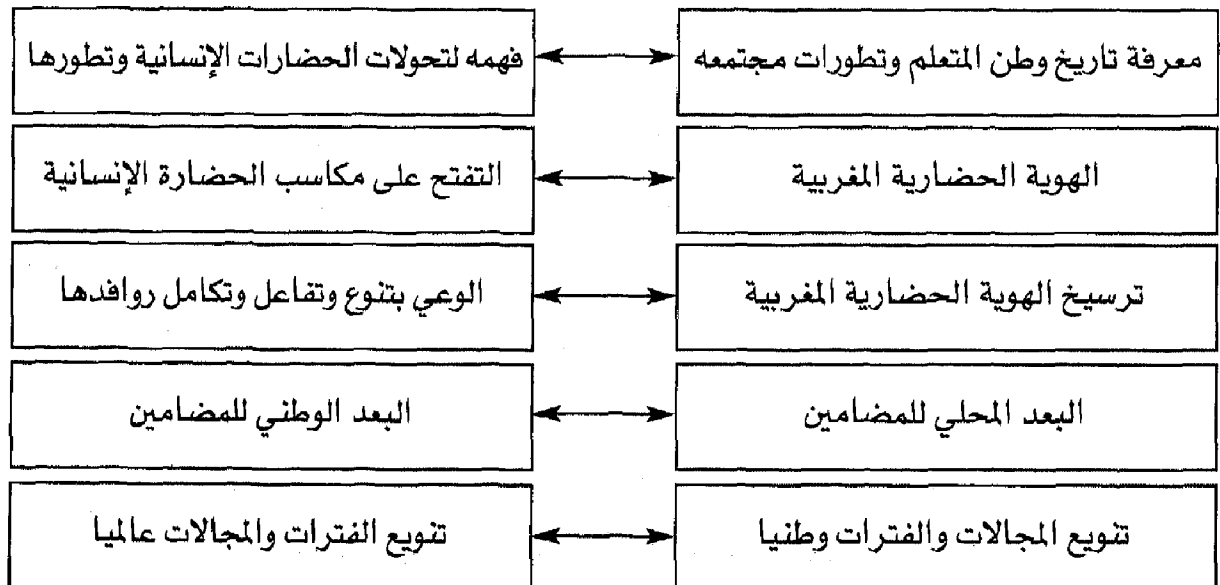 معرفة تاريخ وطن المتعلم وتطورات مجتمعه
فهمه لتحولات الحضارات الإنسانية وتطورها
الهوية الحضارية المغربية
التفتح على مكاسب الحضارة الإنسانية
ترسيخ الهوية الحضارية المغربية
الوعي بتنوع وتفاعل وتكامل روافدها
البعد المحلي للمضامين
البعد الوطني للمضامين
تنويع المجالات والفترات وطنيا
تنويع الفترات والمجالات عالميا